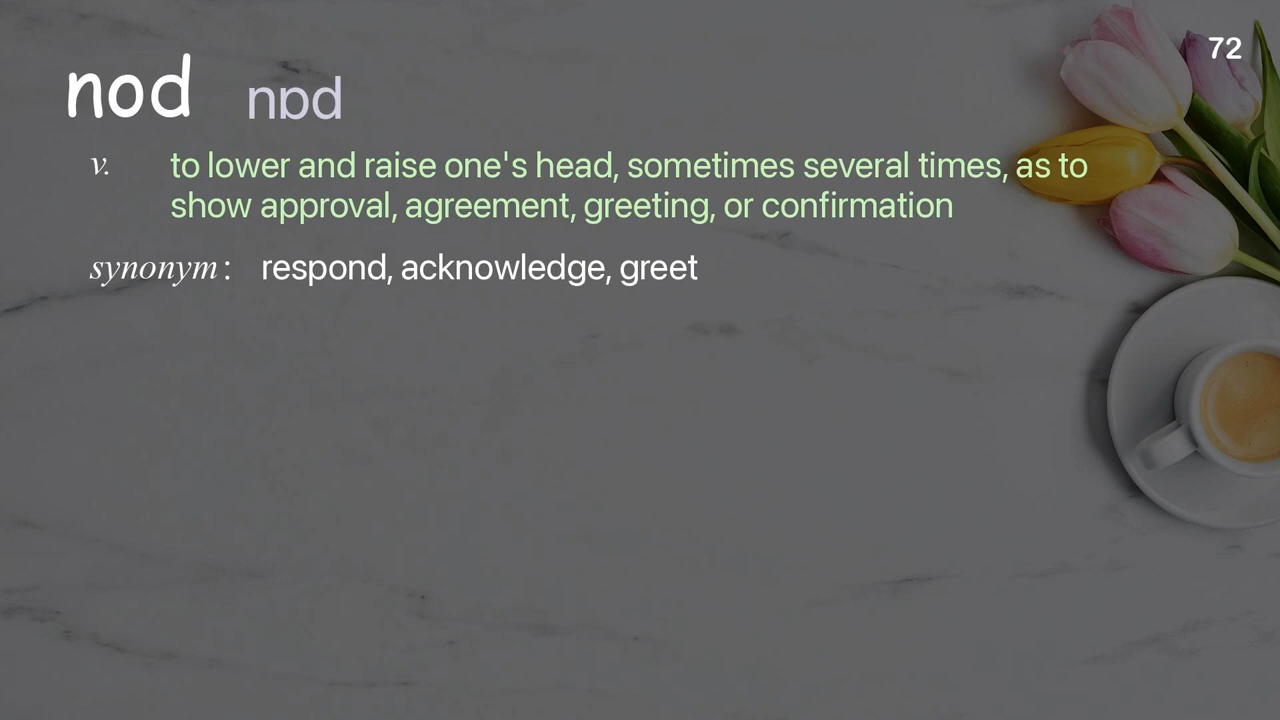 72
nod nɒd
v. to lower and raise one's head, sometimes several times, as to
show approval, agreement, greeting, or confirmation
synonym: respond, acknowledge, greet